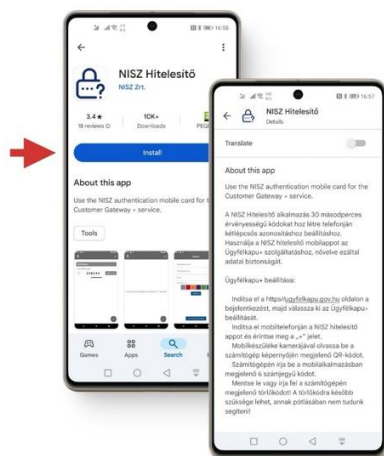 16:58
NISZ Hitelesítő
NISZ Zrt.
3.4★
18 reviews
10K+
Downloads
Install
About this app
Use the NISZ authentication mobile card for the
Customer Gateway + service.
Tools
Games
Apps
Search
16:57
NISZ Hitelesítő
Details
Translate
About this app
Use the NISZ authentication mobile card for the
Customer Gateway + service.
A NISZ Hitelesítő alkalmazás 30 másodperces
érvényességű kódokat hoz létre telefonján
kétlépcsős azonosításhoz beállításhoz.
Használja a NISZ hitelesítő mobilappot az
Ügyfélkapu+ szolgáltatáshoz, növelve ezáltal
adatai biztonságát.
Ügyfélkapu+ beállítása:
Indítsa el a https/ugyfelkapu.gov.hu oldalon a
bejelentkezést, majd válassza ki az Ügyfélkapu+
beállítását.
Indítsa el mobiltelefonján a NISZ hitelesítő
appot és érintse meg a „+" jelet.
Mobilkészüléke kamerájával olvassa be a
számítógép képernyőjén megjelenő QR-kódot.
Számítógépén írja be a mobilalkalmazásban
megjelenő 6 számjegyű kódot.
Mentse le vagy írja fel a számítógépén
megjelenő törlőkódot! A törlőkódra később
szüksége lehet, annak pótlásában nem tudunk
segíteni!